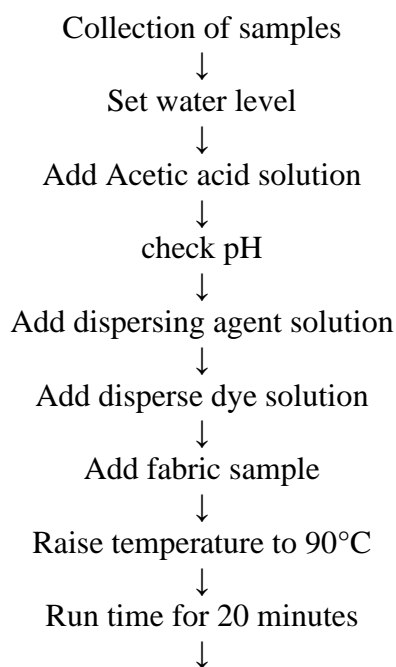 Collection of samples
↓
Set water level
↓
Add Acetic acid solution
↓
check pH
↓
Add dispersing agent solution
↓
Add disperse dye solution
↓
Add fabric sample
↓
Raise temperature to 90°C
↓
Run time for 20 minutes
↓